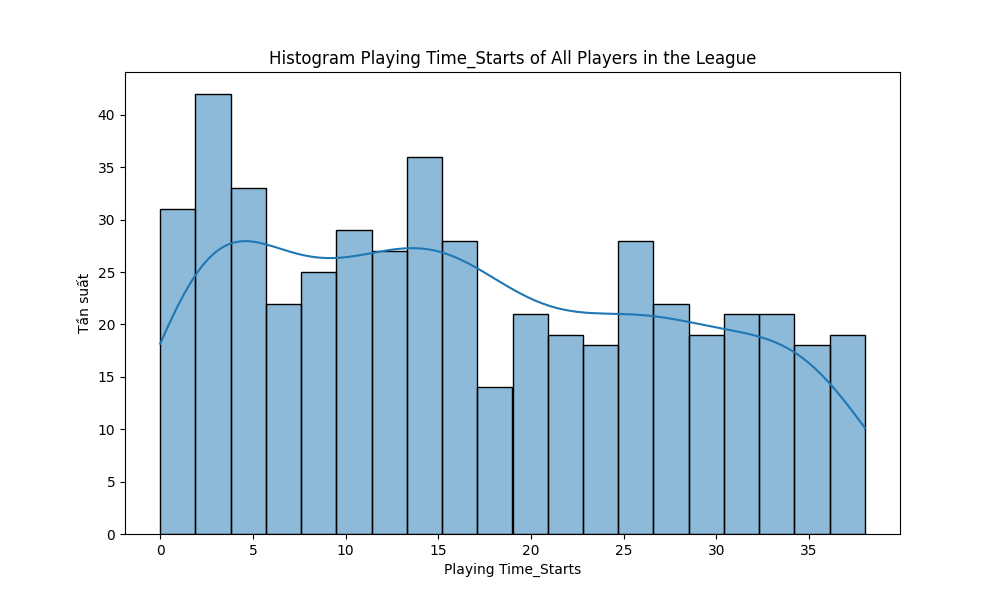 Histogram Playing Time_Starts of All Players in the League
Tần suất
40
35
30
25
20
15
10
5
0
0 5 10 15 20 25 30 35
Playing Time_Starts